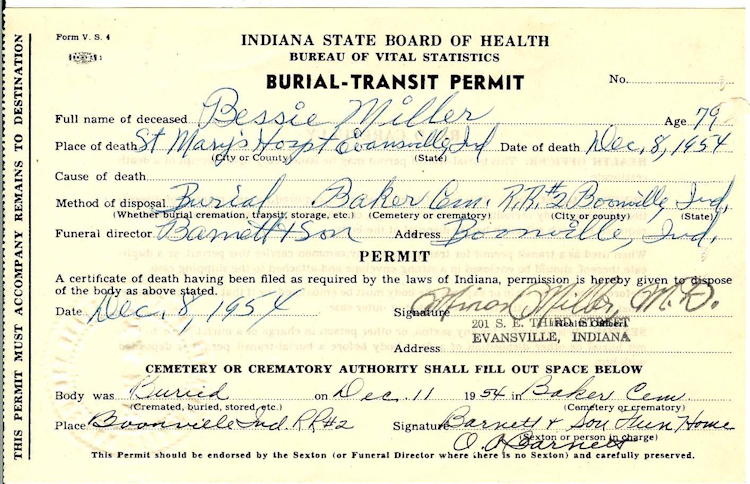 Form V. S. 4
INDIANA STATE BOARD OF HEALTH
BUREAU OF VITAL STATISTICS
BURIAL-TRANSIT PERMIT
No.
Full name of deceased Bessie Miller Age 79
Place of death St Mary's Hospt Evansville, Ind Date of death Dec, 8, 1954
(City or County) (State)
Cause of death
Method of disposal Burial Baker Cem. R.R.#2 Boonville, Ind,
(Whether burial cremation, transit, storage, etc.) (Cemetery or crematory) (City or county) (State)
Funeral director Barnett & Son Address Boonville, Ind,
PERMIT
A certificate of death having been filed as required by the laws of Indiana, permission is hereby given to dispose
of the body as above stated.
Date Dec, 8, 1954 Signature Minor Miller M.D.
201 S. E. THIRD STREET
Health Officer
EVANSVILLE, INDIANA
Address
CEMETERY OR CREMATORY AUTHORITY SHALL FILL OUT SPACE BELOW
Body was Buried on Dec. 11 1954 in Baker Cem
(Cremated, buried, stored, etc.) (Cemetery or crematory)
Place Boonville Ind RR#2 Signature Barnett & Son Fun Home
(Sexton or person in charge)
O. A Barnett
This Permit should be endorsed by the Sexton (or Funeral Director where there is no Sexton) and carefully preserved.
THIS PERMIT MUST ACCOMPANY REMAINS TO DESTINATION